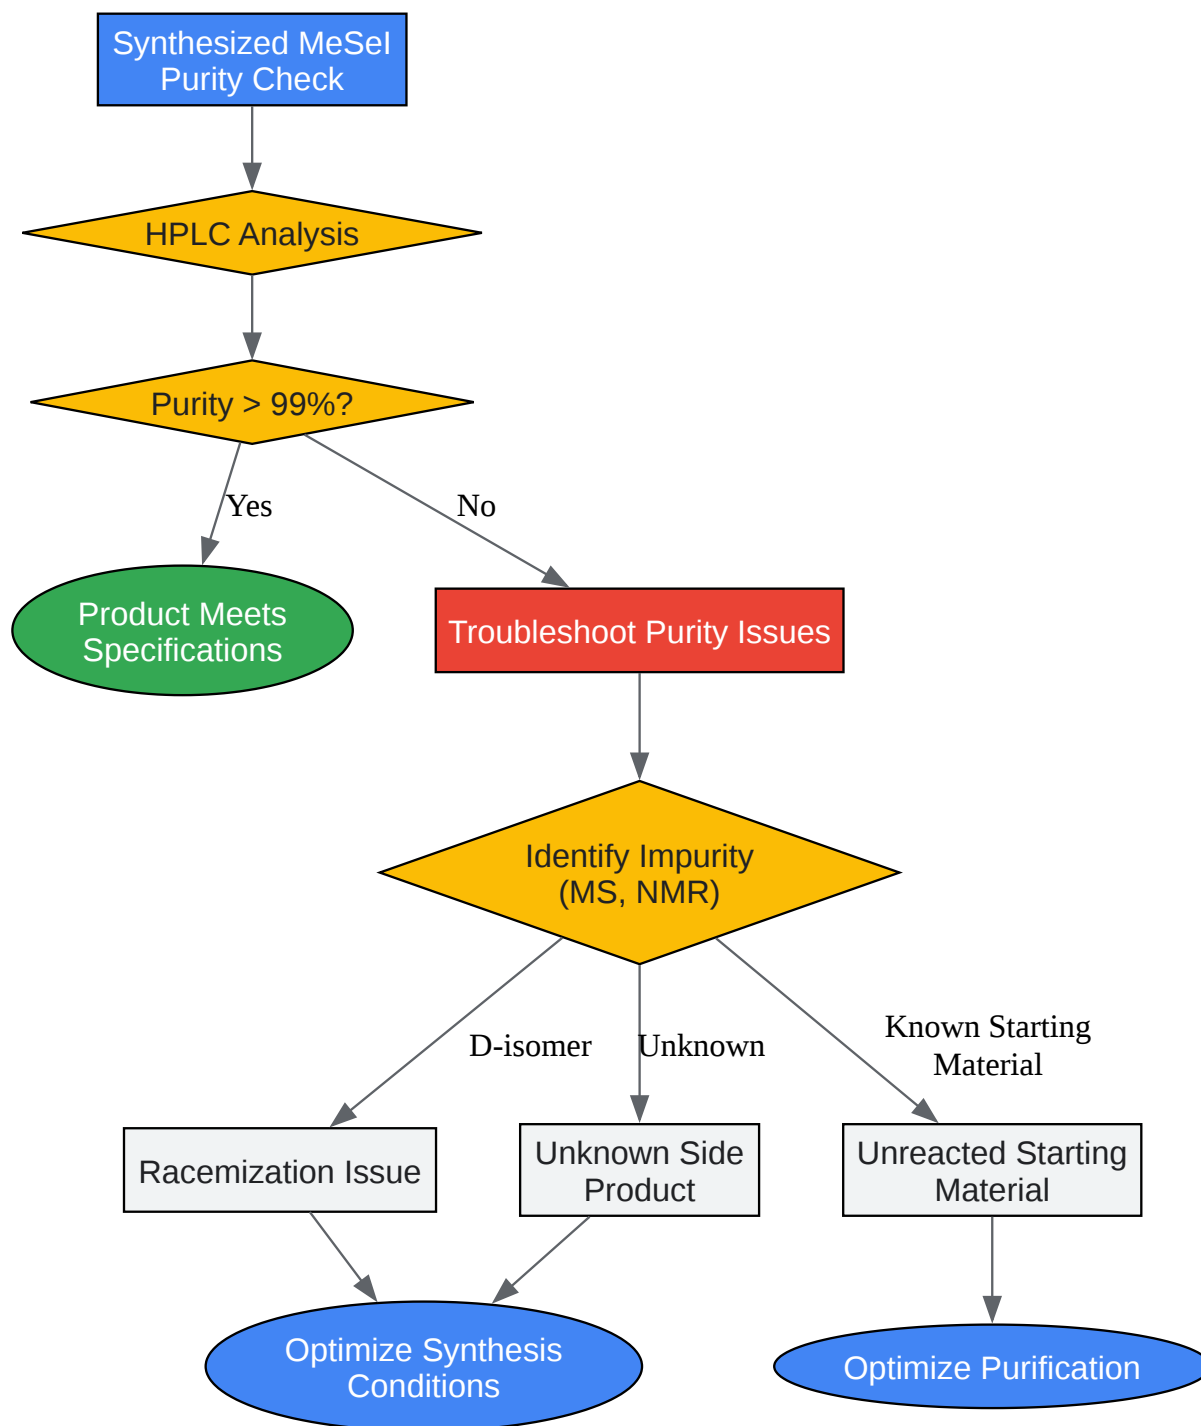 Synthesized MeSeI
Purity Check
HPLC Analysis
Purity > 99%?
Yes
No
Product Meets
Specifications
Troubleshoot Purity Issues
Identify Impurity
(MS, NMR)
D-isomer
Unknown
Known Starting
Material
Racemization Issue
Unknown Side
Product
Unreacted Starting
Material
Optimize Synthesis
Conditions
Optimize Purification